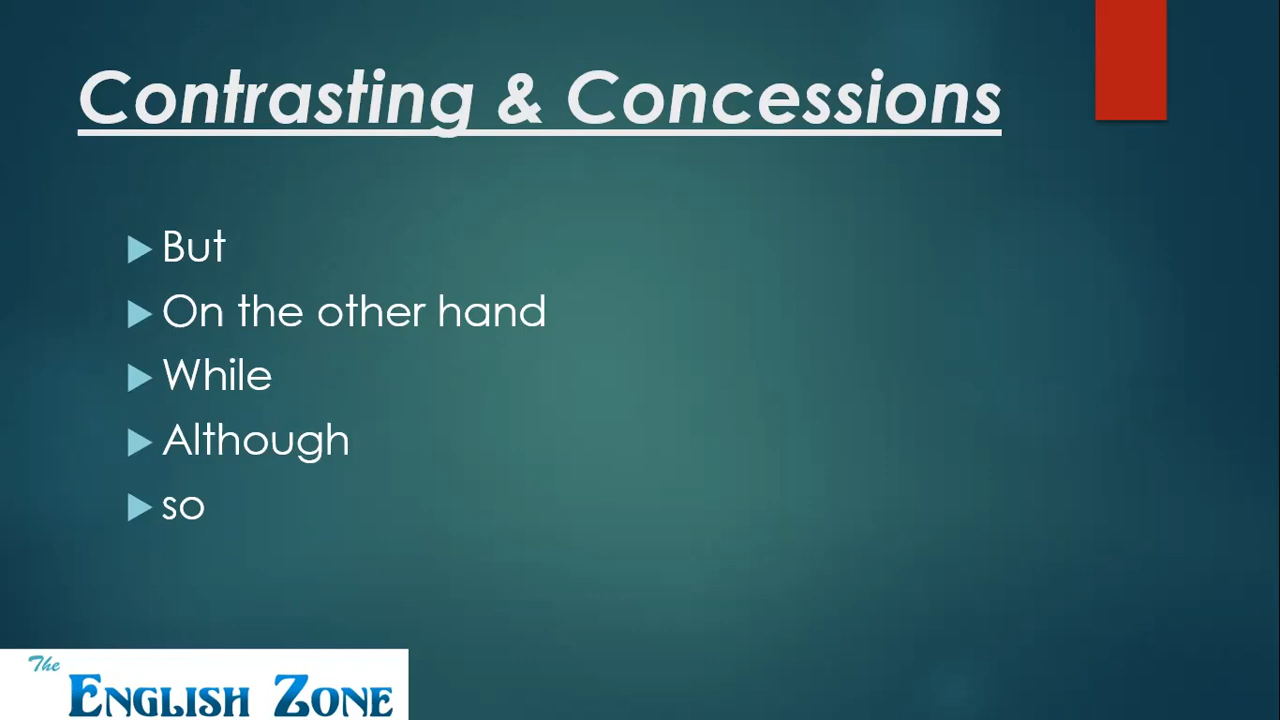 Contrasting & Concessions
But
On the other hand
While
Although
so
The
ENGLISH ZONE